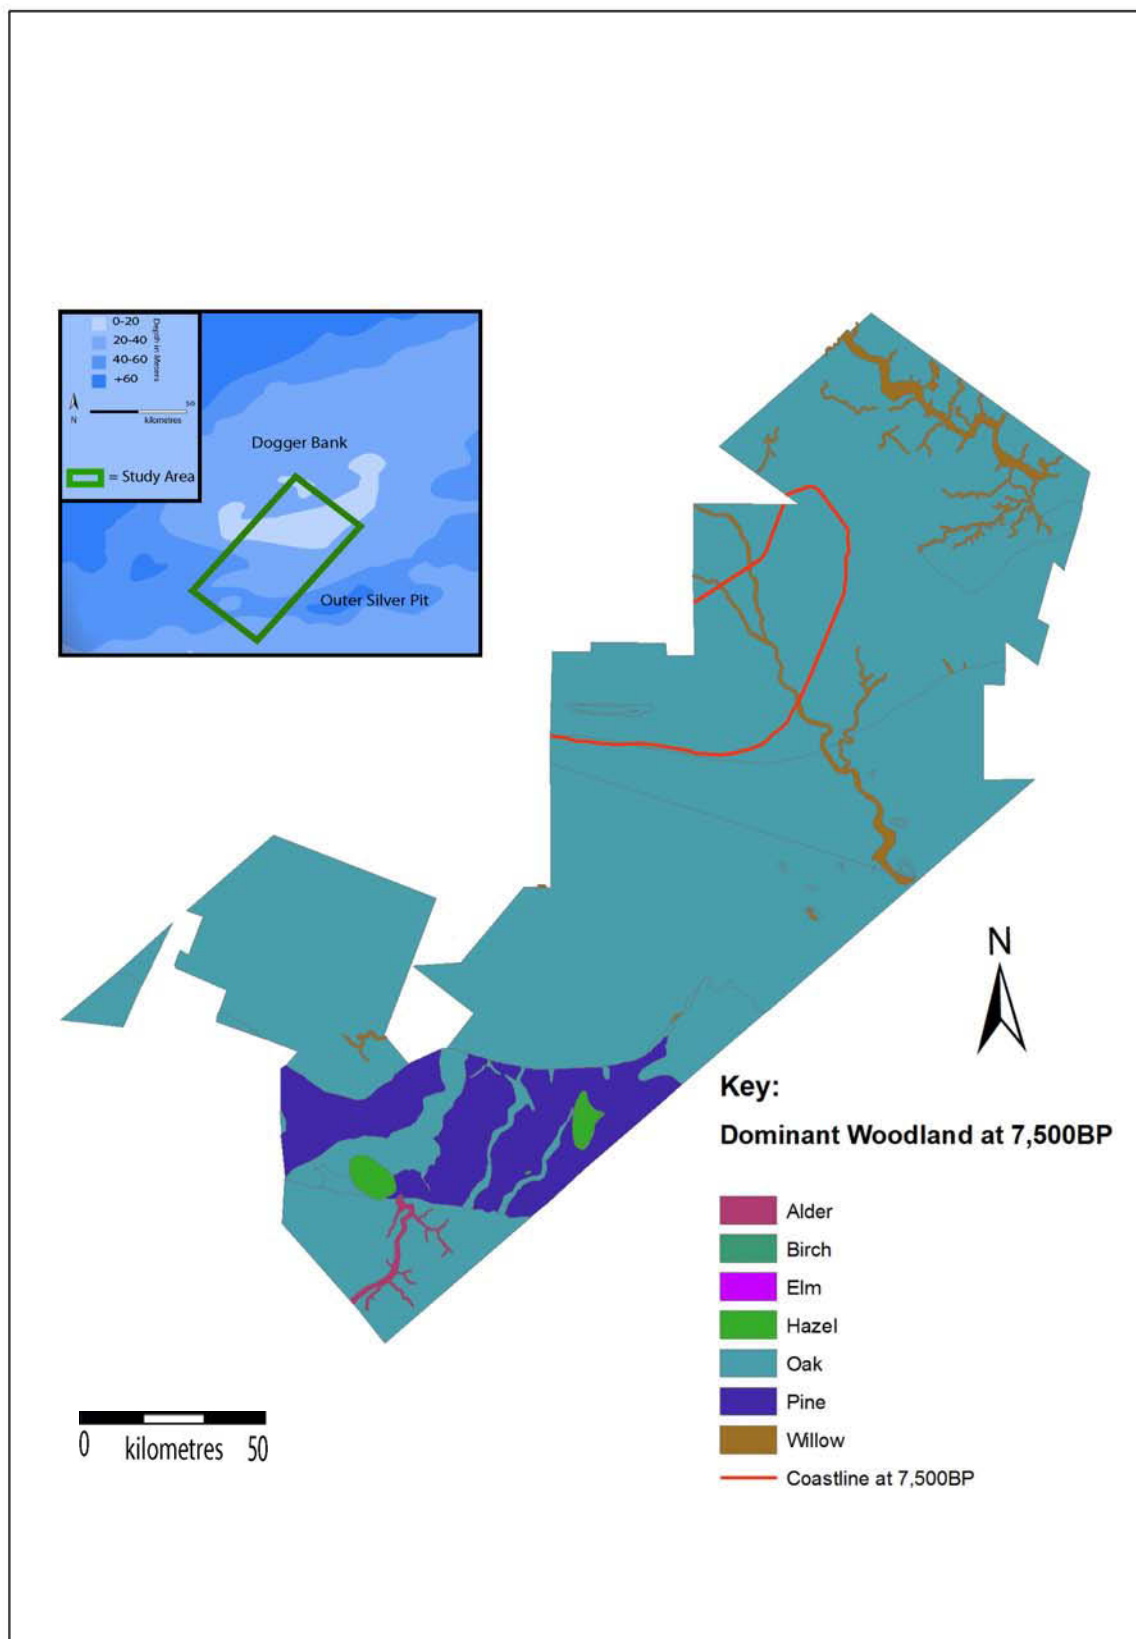 0-20
20-40
40-60
+60
Depth in Meters
N
50
kilometres
= Study Area
Dogger Bank
Outer Silver Pit
N
Key:
Dominant Woodland at 7,500BP
Alder
Birch
Elm
Hazel
Oak
Pine
Willow
Coastline at 7,500BP
0 kilometres 50